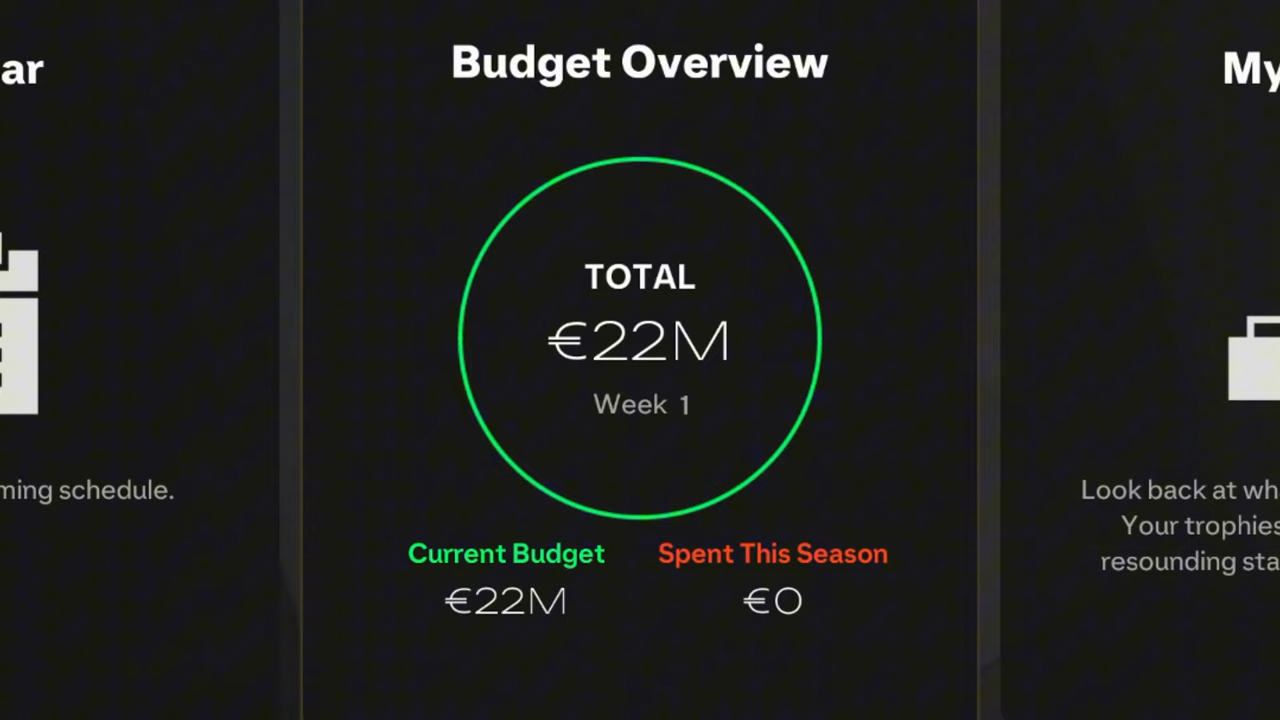 ar
Budget Overview
My
TOTAL
€22M
Week 1
ming schedule.
Look back at wh
Your trophies
resounding sta
Current Budget
Spent This Season
€22M
€0